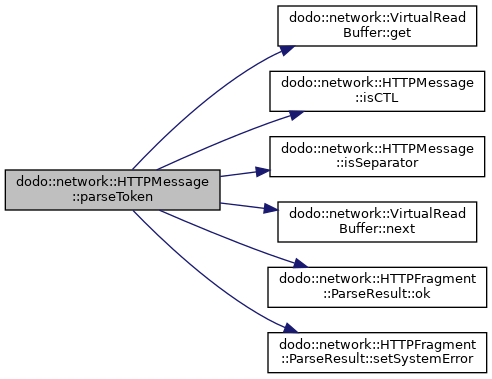 dodo::network::VirtualRead
Buffer::get
dodo::network::HTTPMessage
::isCTL
dodo::network::HTTPMessage
::isSeparator
dodo::network::HTTPMessage
::parseToken
dodo::network::VirtualRead
Buffer::next
dodo::network::HTTPFragment
::ParseResult::ok
dodo::network::HTTPFragment
::ParseResult::setSystemError